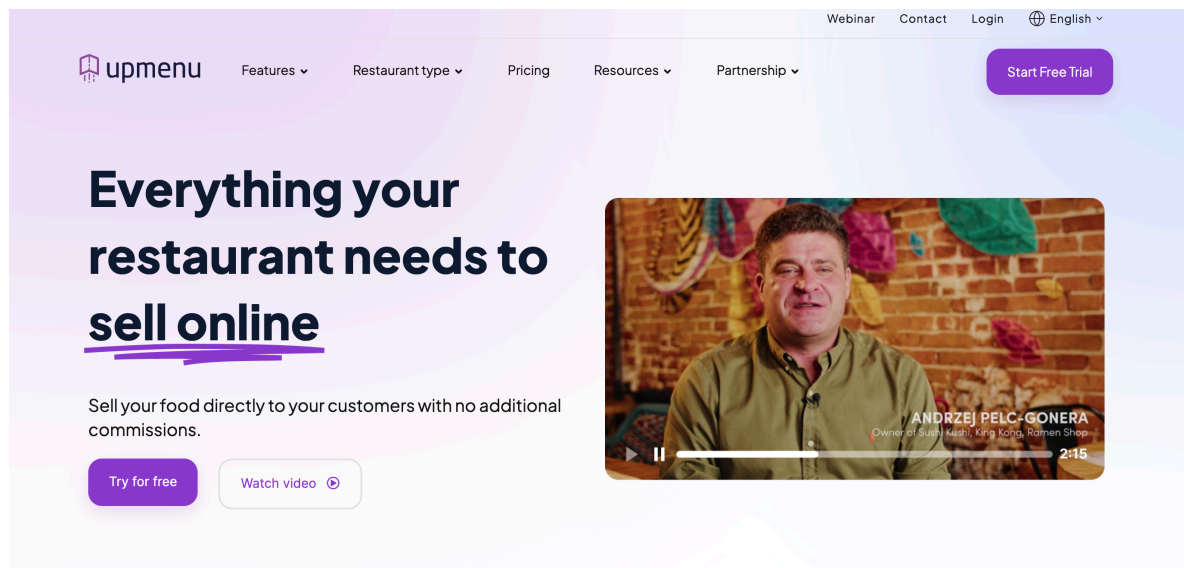 Webinar Contact Login English
upmenu Features Restaurant type Pricing Resources Partnership Start Free Trial
Everything your
restaurant needs to
sell online
Sell your food directly to your customers with no additional
commissions.
Try for free Watch video
ANDRZEJ PELC-GONERA
Owner of Sushi Kushi, King Kong, Ramen Shop
2:15